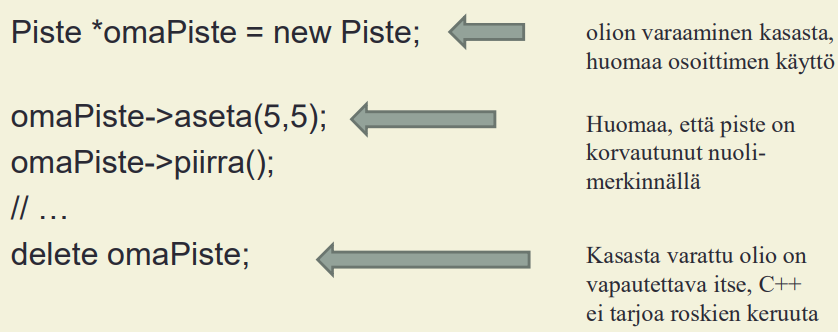 Piste *omaPiste = new Piste;
olion varaaminen kasasta,
huomaa osoittimen käyttö
omaPiste->aseta(5,5);
Huomaa, että piste on
korvautunut nuoli-
merkinnällä
omaPiste->piirra();
// …
delete omaPiste;
Kasasta varattu olio on
vapautettava itse, C++
ei tarjoa roskien keruuta